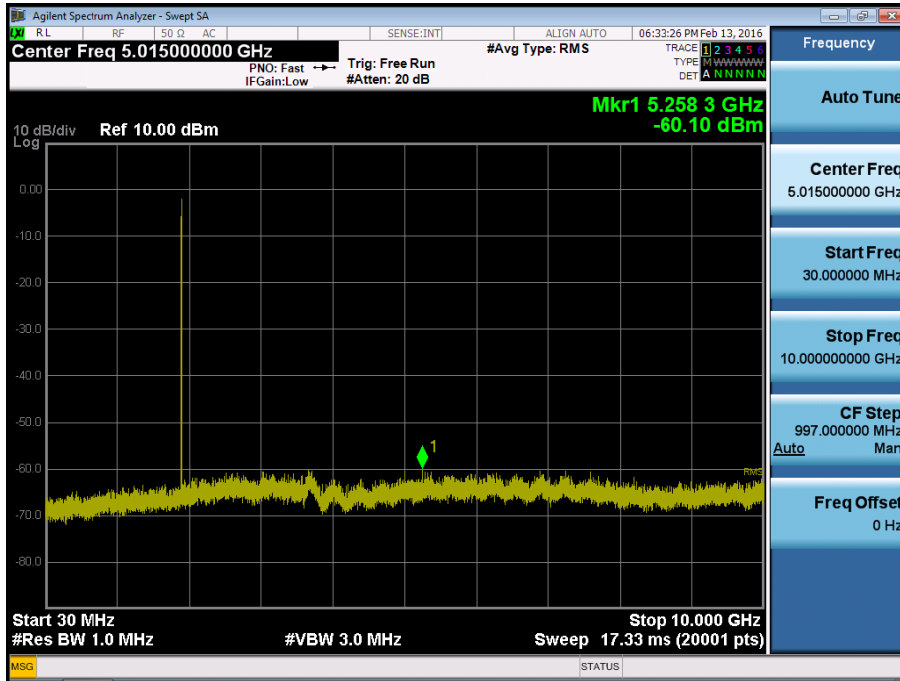 Agilent Spectrum Analyzer - Swept SA
LXI RL RF 50 Ω AC SENSE:INT ALIGN AUTO 06:33:26 PM Feb 13, 2016
Center Freq 5.015000000 GHz #Avg Type: RMS TRACE 1 2 3 4 5 6
PNO: Fast Trig: Free Run TYPE M WWWWW
IFGain:Low #Atten: 20 dB DET A N N N N N
Mkr1 5.258 3 GHz
10 dB/div Ref 10.00 dBm -60.10 dBm
Log
0.00
-10.0
-20.0
-30.0
-40.0
-50.0
1
-60.0
RMS
-70.0
-80.0
Start 30 MHz Stop 10.000 GHz
#Res BW 1.0 MHz #VBW 3.0 MHz Sweep 17.33 ms (20001 pts)
MSG STATUS
Frequency
Auto Tune
Center Freq
5.015000000 GHz
Start Freq
30.000000 MHz
Stop Freq
10.000000000 GHz
CF Step
997.000000 MHz
Auto Man
Freq Offset
0 Hz